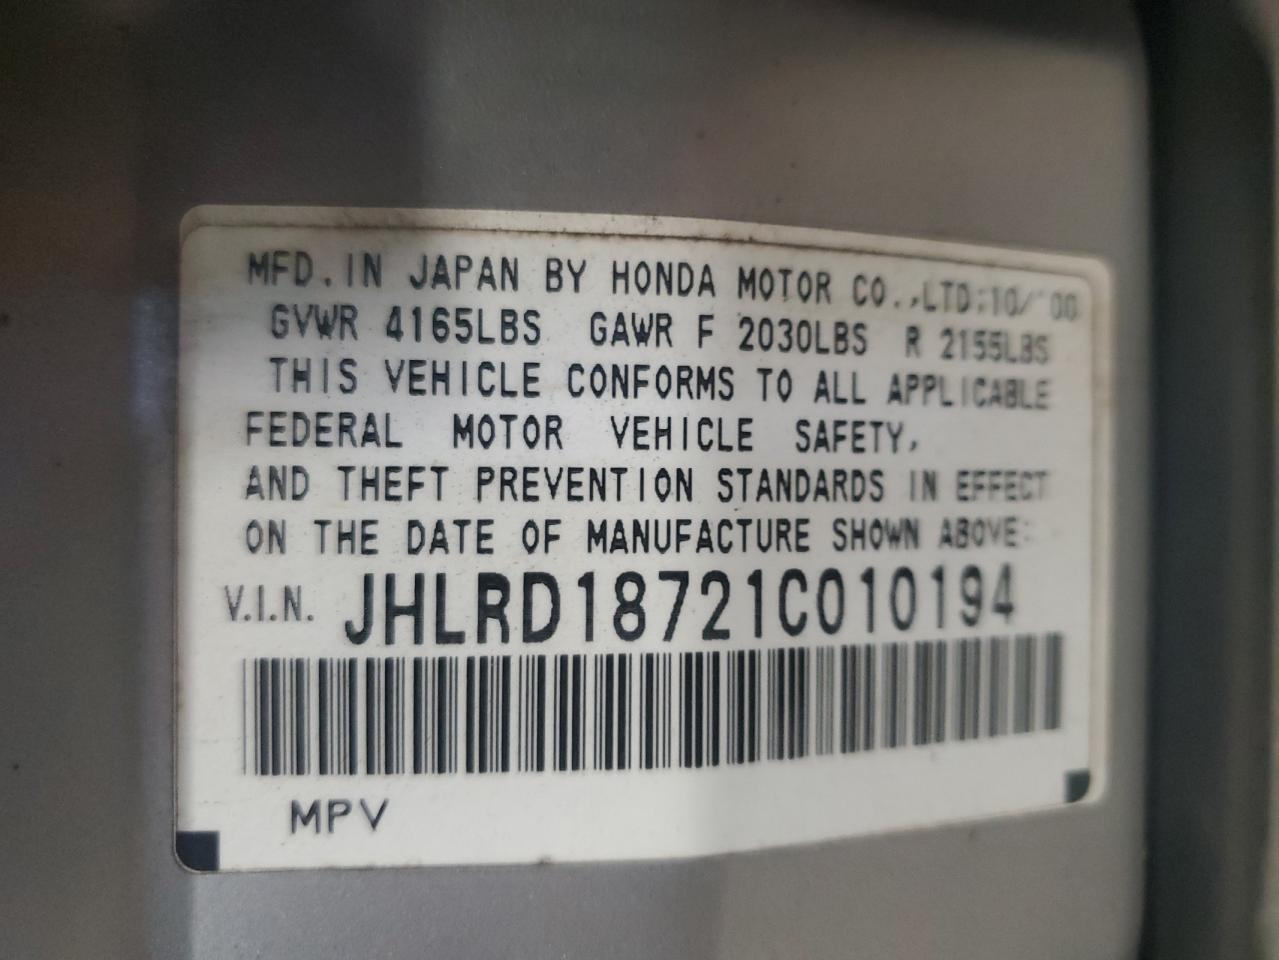 MFD. IN JAPAN BY HONDA MOTOR CO.,LTD:10/'00
GVWR 4165LBS GAWR F 2030LBS R 2155LBS
THIS VEHICLE CONFORMS TO ALL APPLICABLE
FEDERAL MOTOR VEHICLE SAFETY,
AND THEFT PREVENTION STANDARDS IN EFFECT
ON THE DATE OF MANUFACTURE SHOWN ABOVE:
V.I.N. JHLRD18721C010194
MPV